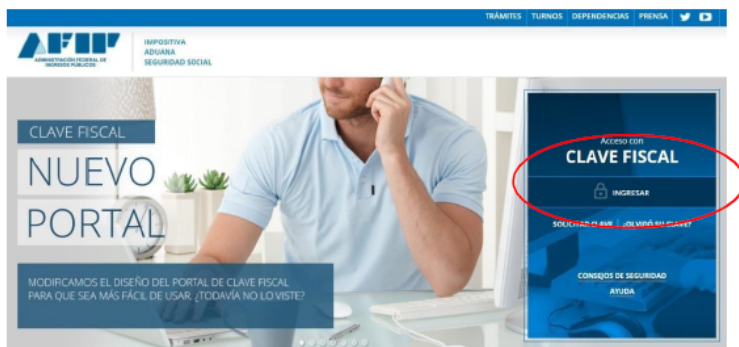 TRÁMITES TURNOS DEPENDENCIAS PRENSA
AFIP
ADMINISTRACIÓN FEDERAL DE
INGRESOS PÚBLICOS
IMPOSITIVA
ADUANA
SEGURIDAD SOCIAL
CLAVE FISCAL
NUEVO
PORTAL
MODIFICAMOS EL DISEÑO DEL PORTAL DE CLAVE FISCAL
PARA QUE SEA MÁS FÁCIL DE USAR. ¿TODAVÍA NO LO VISTE?
Acceso con
CLAVE FISCAL
INGRESAR
SOLICITAR CLAVE | ¿OLVIDÓ SU CLAVE?
CONSEJOS DE SEGURIDAD
AYUDA